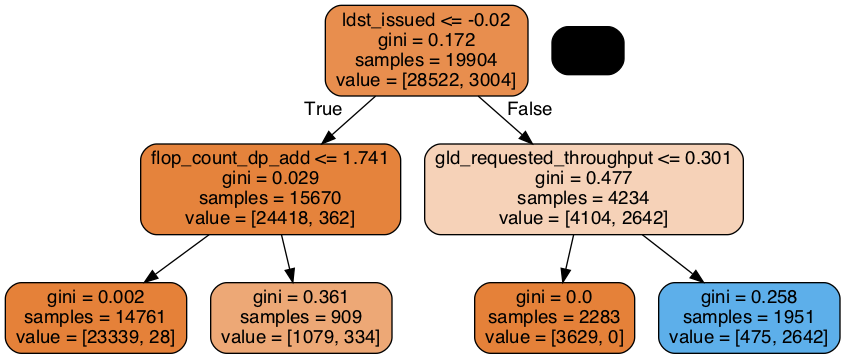 ldst_issued <= -0.02
gini = 0.172
samples = 19904
value = [28522, 3004]
True
False
flop_count_dp_add <= 1.741
gini = 0.029
samples = 15670
value = [24418, 362]
gld_requested_throughput <= 0.301
gini = 0.477
samples = 4234
value = [4104, 2642]
gini = 0.002
samples = 14761
value = [23339, 28]
gini = 0.361
samples = 909
value = [1079, 334]
gini = 0.0
samples = 2283
value = [3629, 0]
gini = 0.258
samples = 1951
value = [475, 2642]